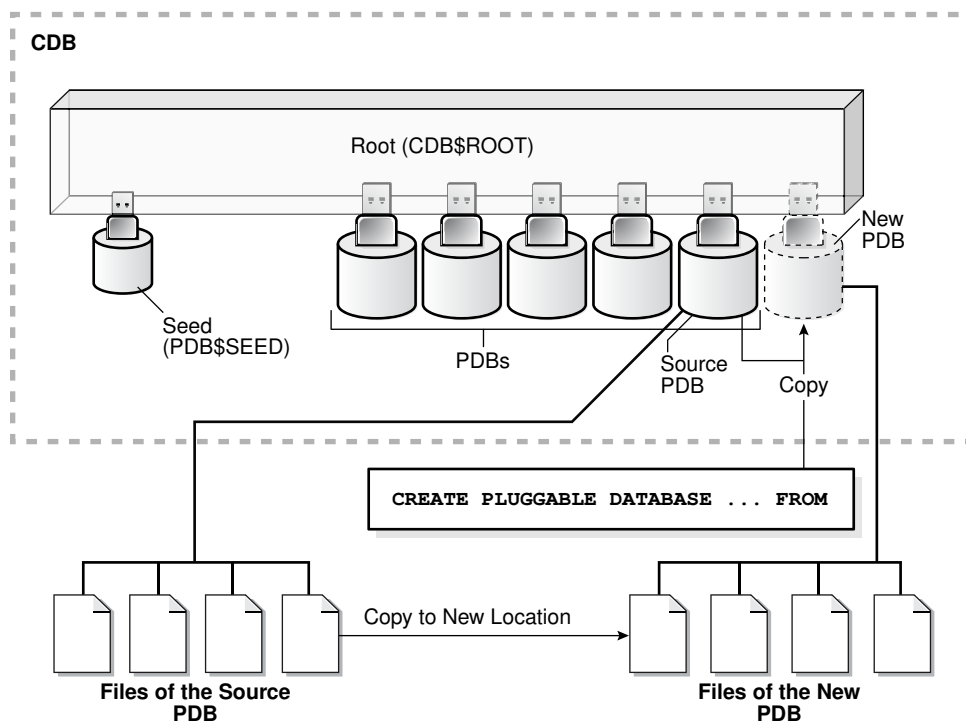 CDB
Root (CDB$ROOT)
New
PDB
Seed
(PDB$SEED)
PDBs
Source
PDB
Copy
CREATE PLUGGABLE DATABASE ... FROM
Copy to New Location
Files of the Source
PDB
Files of the New
PDB